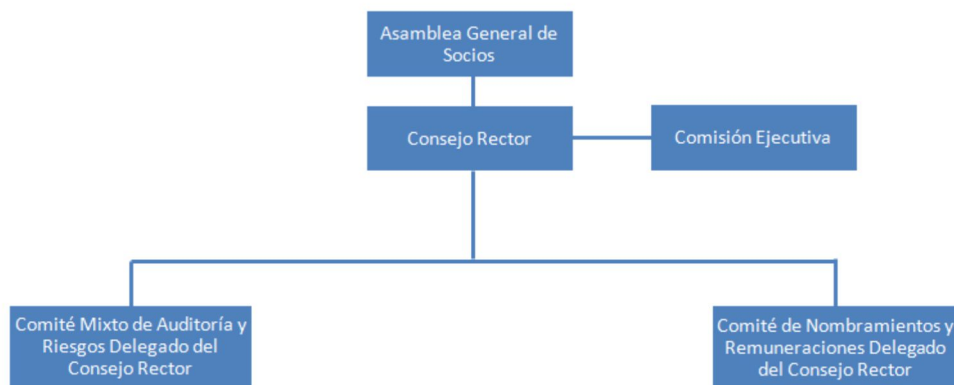 Asamblea General de
Socios
Consejo Rector
Comisión Ejecutiva
Comité Mixto de Auditoría y
Riesgos Delegado del
Consejo Rector
Comité de Nombramientos y
Remuneraciones Delegado
del Consejo Rector